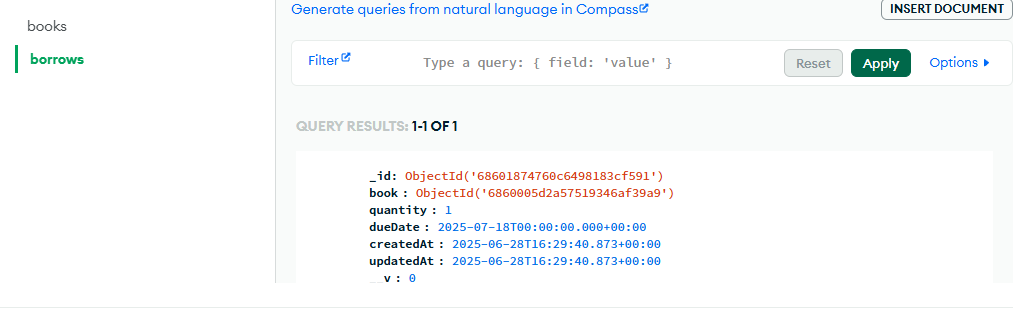 Generate queries from natural language in Compass
INSERT DOCUMENT
books
borrows
Filter
Type a query: { field: 'value' }
Reset
Apply
Options
QUERY RESULTS: 1-1 OF 1
_id: ObjectId('68601874760c6498183cf591')
book : ObjectId('6860005d2a57519346af39a9')
quantity : 1
dueDate : 2025-07-18T00:00:00.000+00:00
createdAt : 2025-06-28T16:29:40.873+00:00
updatedAt : 2025-06-28T16:29:40.873+00:00
__v : 0